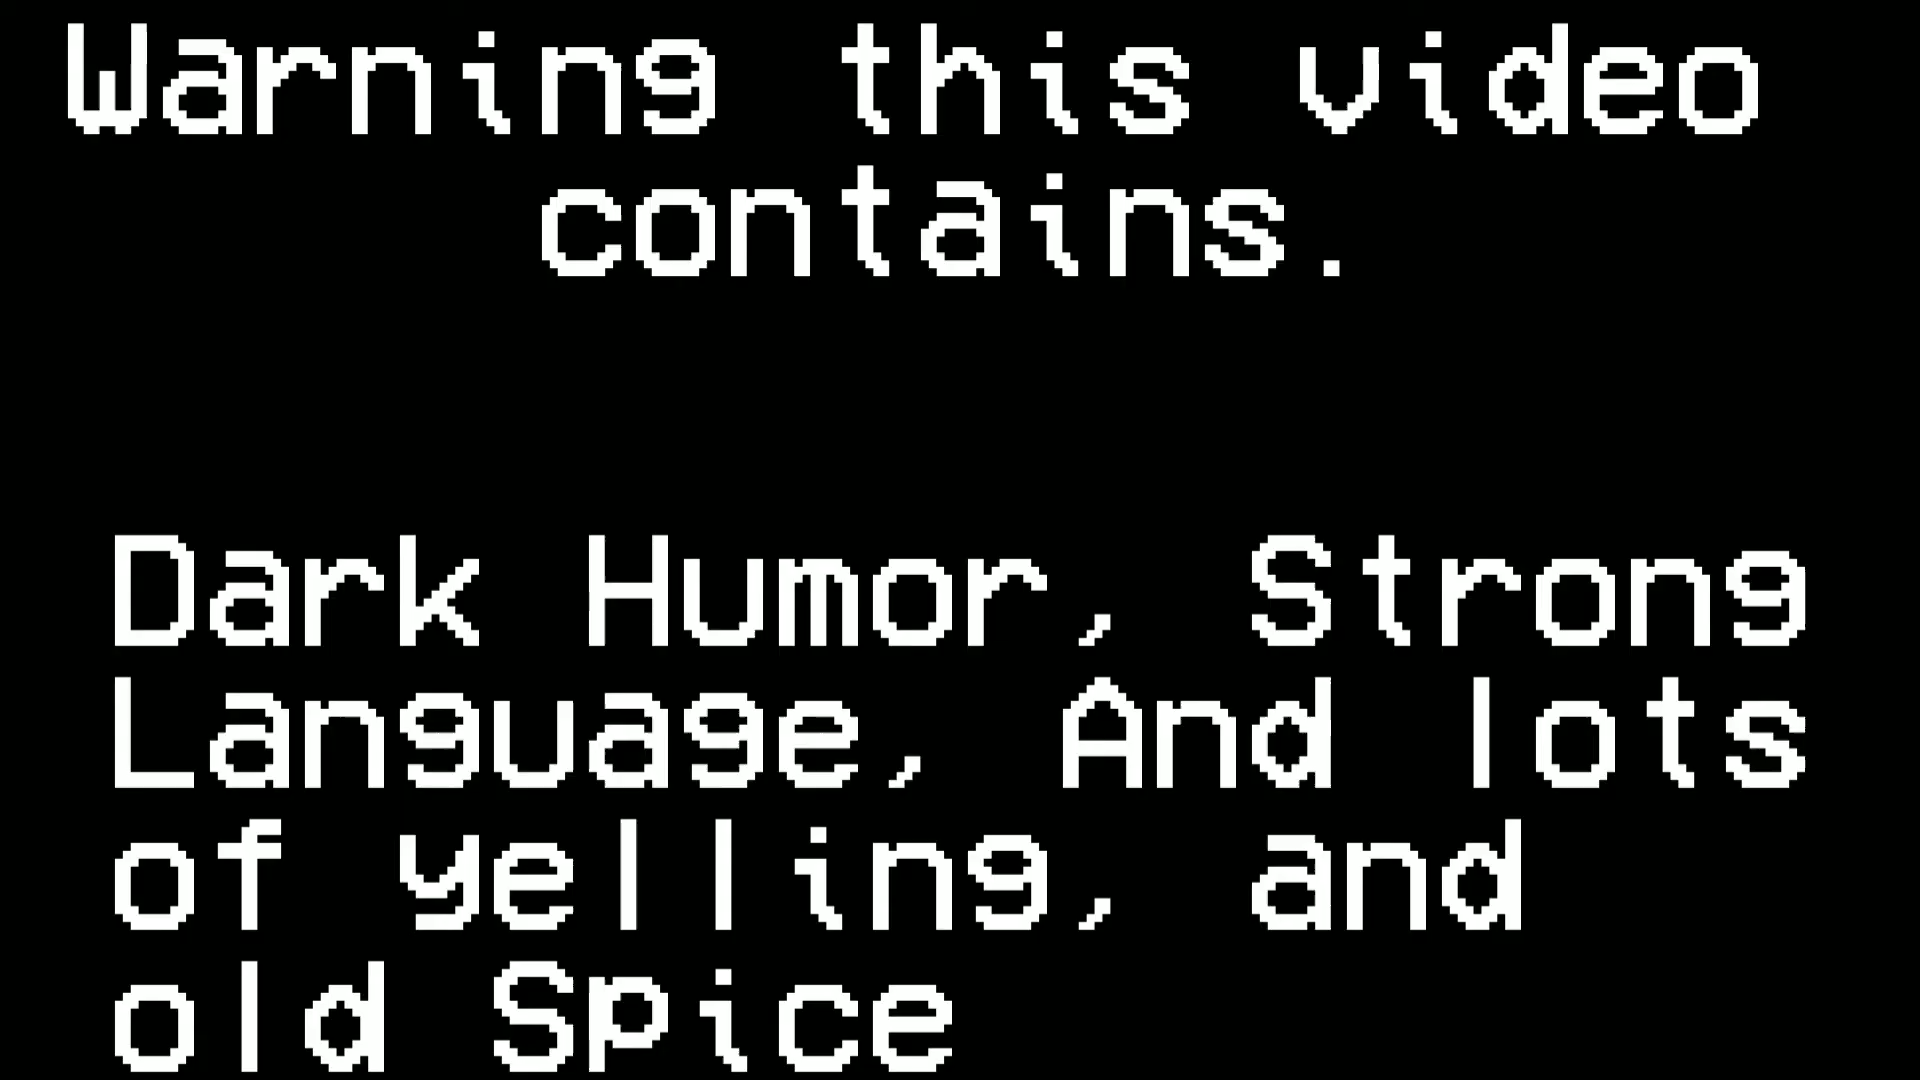 Warning this video
contains.
Dark Humor, Strong
Language, And lots
of yelling, and
old Spice